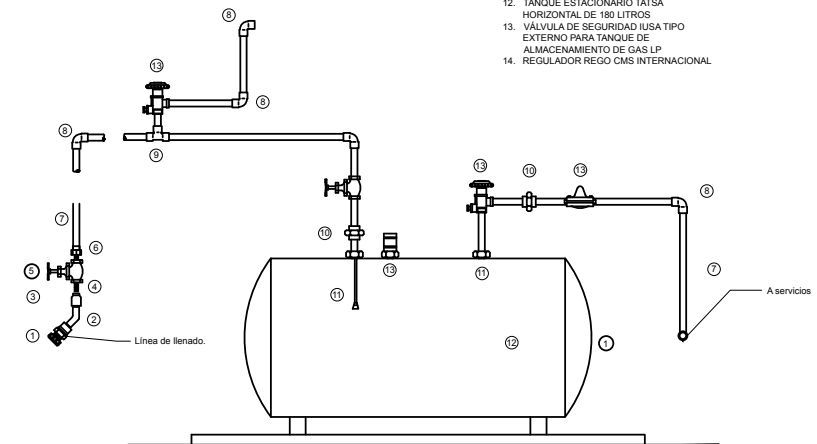 12. TANQUE ESTACIONARIO TATSA
HORIZONTAL DE 180 LITROS
13. VÁLVULA DE SEGURIDAD IUSA TIPO
EXTERNO PARA TANQUE DE
ALMACENAMIENTO DE GAS LP
14. REGULADOR REGO CMS INTERNACIONAL
8
13
8
8
9
13
10
13
8
7
10
6
5
13
11
7
4
3
11
A servicios
2
1
Línea de llenado.
12
1